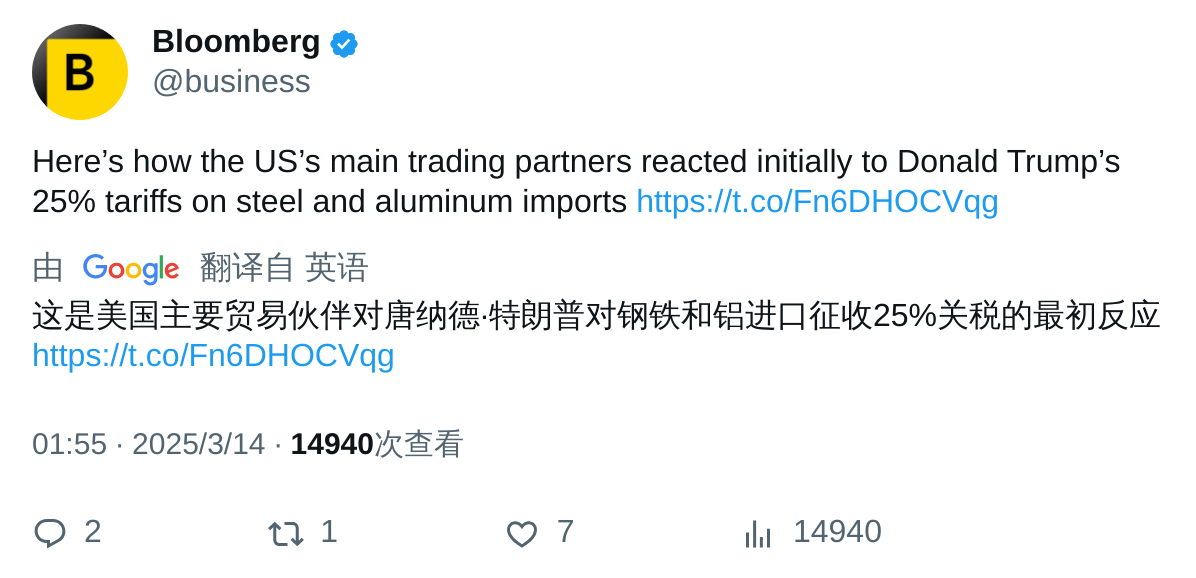 B
Bloomberg
@business
Here’s how the US’s main trading partners reacted initially to Donald Trump’s
25% tariffs on steel and aluminum imports https://t.co/Fn6DHOCVqg
由 Google 翻译自 英语
这是美国主要贸易伙伴对唐纳德·特朗普对钢铁和铝进口征收25%关税的最初反应
https://t.co/Fn6DHOCVqg
01:55 · 2025/3/14 · 14940次查看
2 1 7 14940